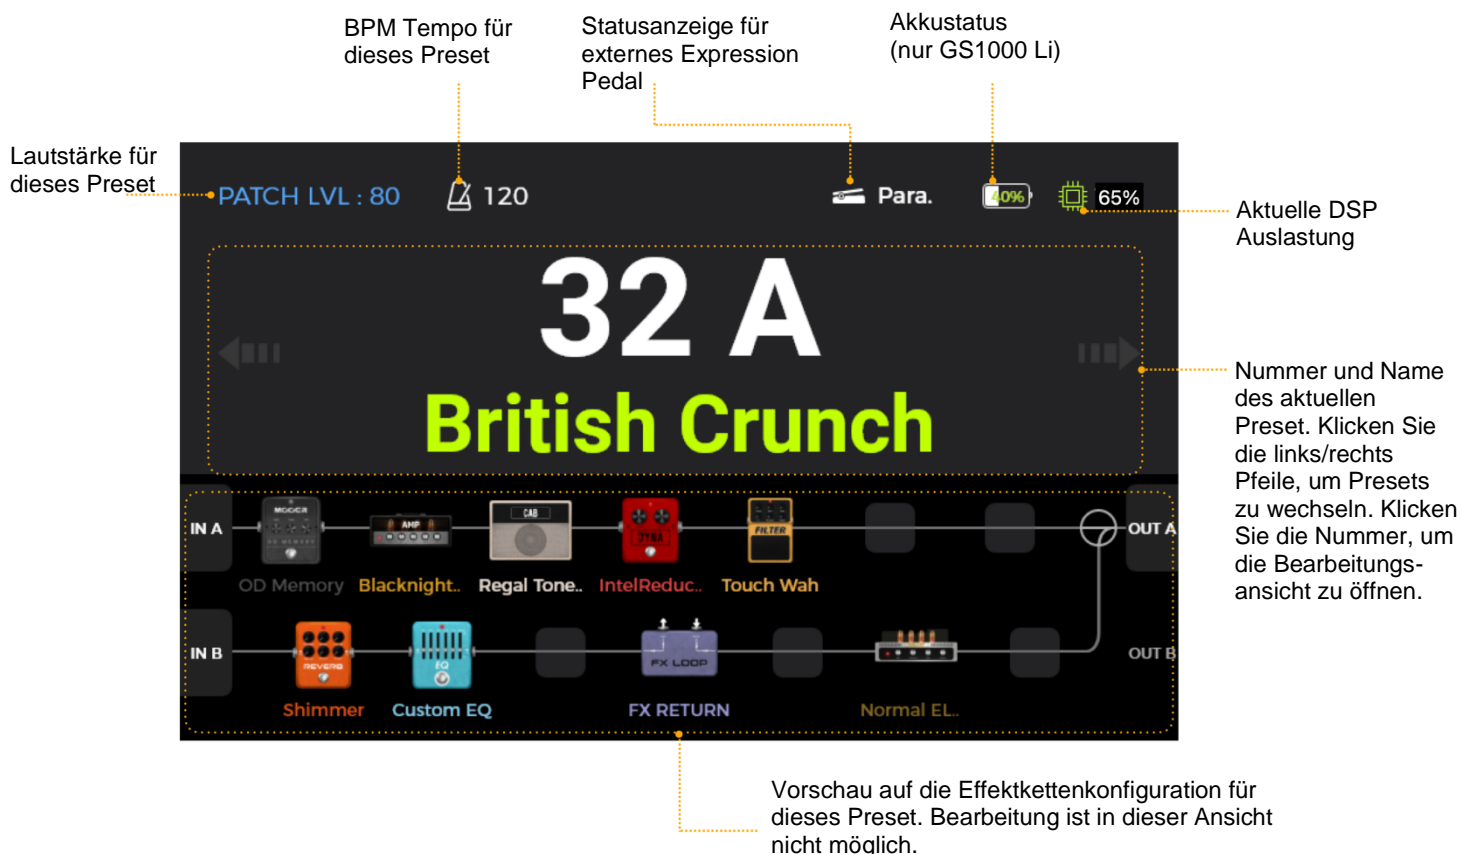 BPM Tempo für
dieses Preset
Statusanzeige für
externes Expression
Pedal
Akkustatus
(nur GS1000 Li)
Lautstärke für
dieses Preset
PATCH LVL : 80
120
Para.
40%
65%
Aktuelle DSP
Auslastung
32 A
British Crunch
Nummer und Name
des aktuellen
Preset. Klicken Sie
die links/rechts
Pfeile, um Presets
zu wechseln. Klicken
Sie die Nummer, um
die Bearbeitungs-
ansicht zu öffnen.
IN A
MOOER
OD MEMORY
AMP
CAB
DYNA
FILTER
OUT A
OD Memory
Blacknight..
Regal Tone..
IntelReduc..
Touch Wah
IN B
REVERB
EQ
FX LOOP
OUT B
Shimmer
Custom EQ
FX RETURN
Normal EL..
Vorschau auf die Effektkettenkonfiguration für
dieses Preset. Bearbeitung ist in dieser Ansicht
nicht möglich.